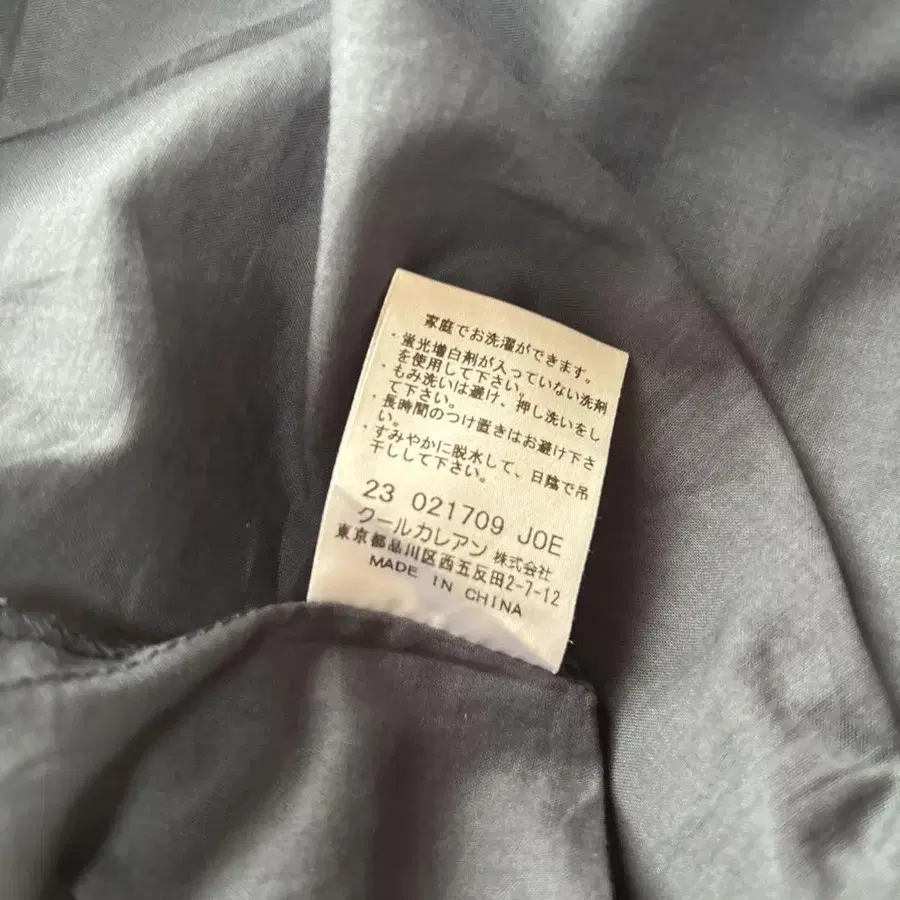 家庭でお洗濯ができます。
・蛍光増白剤が入っていない洗剤
を使用して下さい。
・もみ洗いは避け、押し洗いをし
て下さい。
・長時間のつけ置きはお避け下さ
い。
・すみやかに脱水して、日陰で吊
干しして下さい。
23 021709 JOE
クールカレアン 株式会社
東京都品川区西五反田2-7-12
MADE IN CHINA